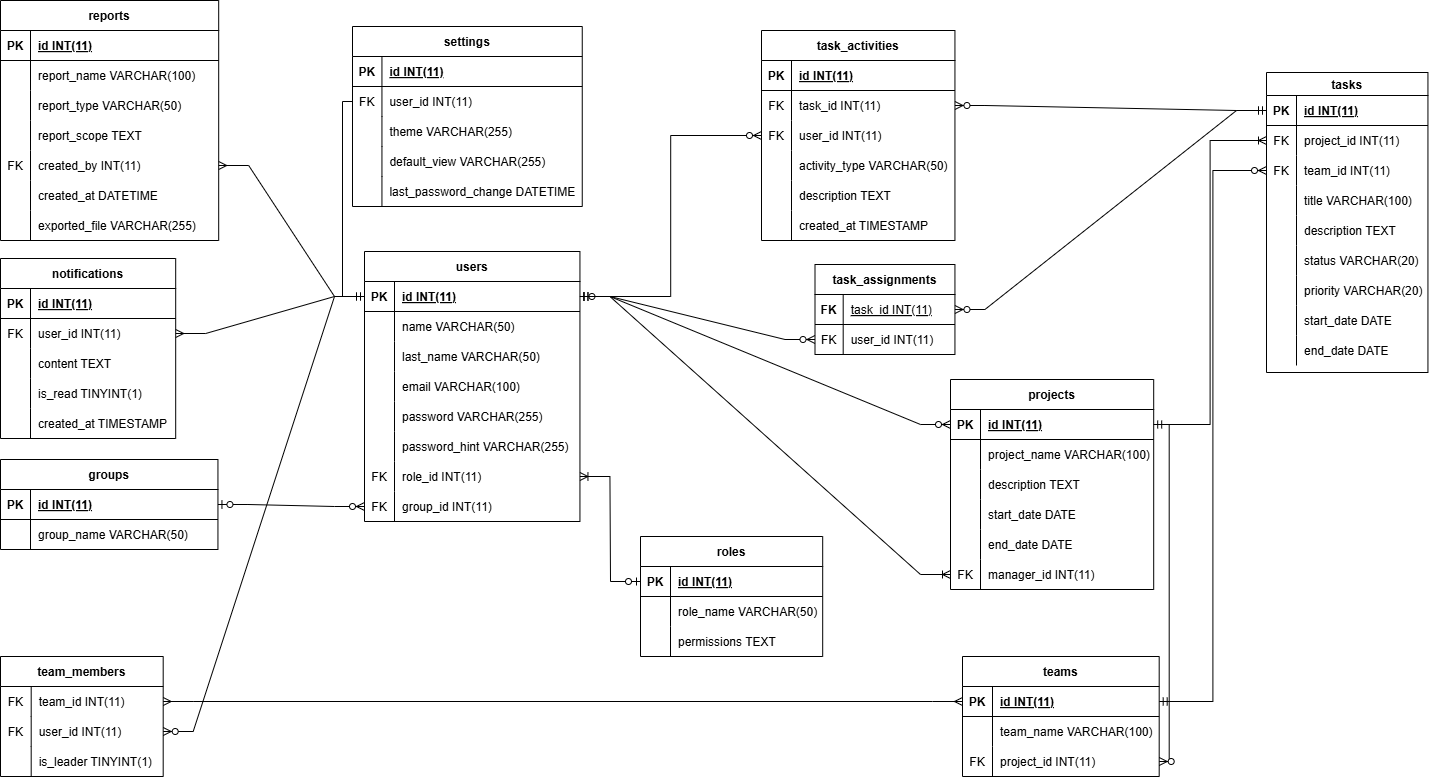 reports
PK id INT(11)
report_name VARCHAR(100)
report_type VARCHAR(50)
report_scope TEXT
FK created_by INT(11)
created_at DATETIME
exported_file VARCHAR(255)
settings
PK id INT(11)
FK user_id INT(11)
theme VARCHAR(255)
default_view VARCHAR(255)
last_password_change DATETIME
task_activities
PK id INT(11)
FK task_id INT(11)
FK user_id INT(11)
activity_type VARCHAR(50)
description TEXT
created_at TIMESTAMP
tasks
PK id INT(11)
FK project_id INT(11)
FK team_id INT(11)
title VARCHAR(100)
description TEXT
status VARCHAR(20)
priority VARCHAR(20)
start_date DATE
end_date DATE
notifications
PK id INT(11)
FK user_id INT(11)
content TEXT
is_read TINYINT(1)
created_at TIMESTAMP
users
PK id INT(11)
name VARCHAR(50)
last_name VARCHAR(50)
email VARCHAR(100)
password VARCHAR(255)
password_hint VARCHAR(255)
FK role_id INT(11)
FK group_id INT(11)
task_assignments
FK task_id INT(11)
FK user_id INT(11)
projects
PK id INT(11)
project_name VARCHAR(100)
description TEXT
start_date DATE
end_date DATE
FK manager_id INT(11)
groups
PK id INT(11)
group_name VARCHAR(50)
roles
PK id INT(11)
role_name VARCHAR(50)
permissions TEXT
team_members
FK team_id INT(11)
FK user_id INT(11)
is_leader TINYINT(1)
teams
PK id INT(11)
team_name VARCHAR(100)
FK project_id INT(11)